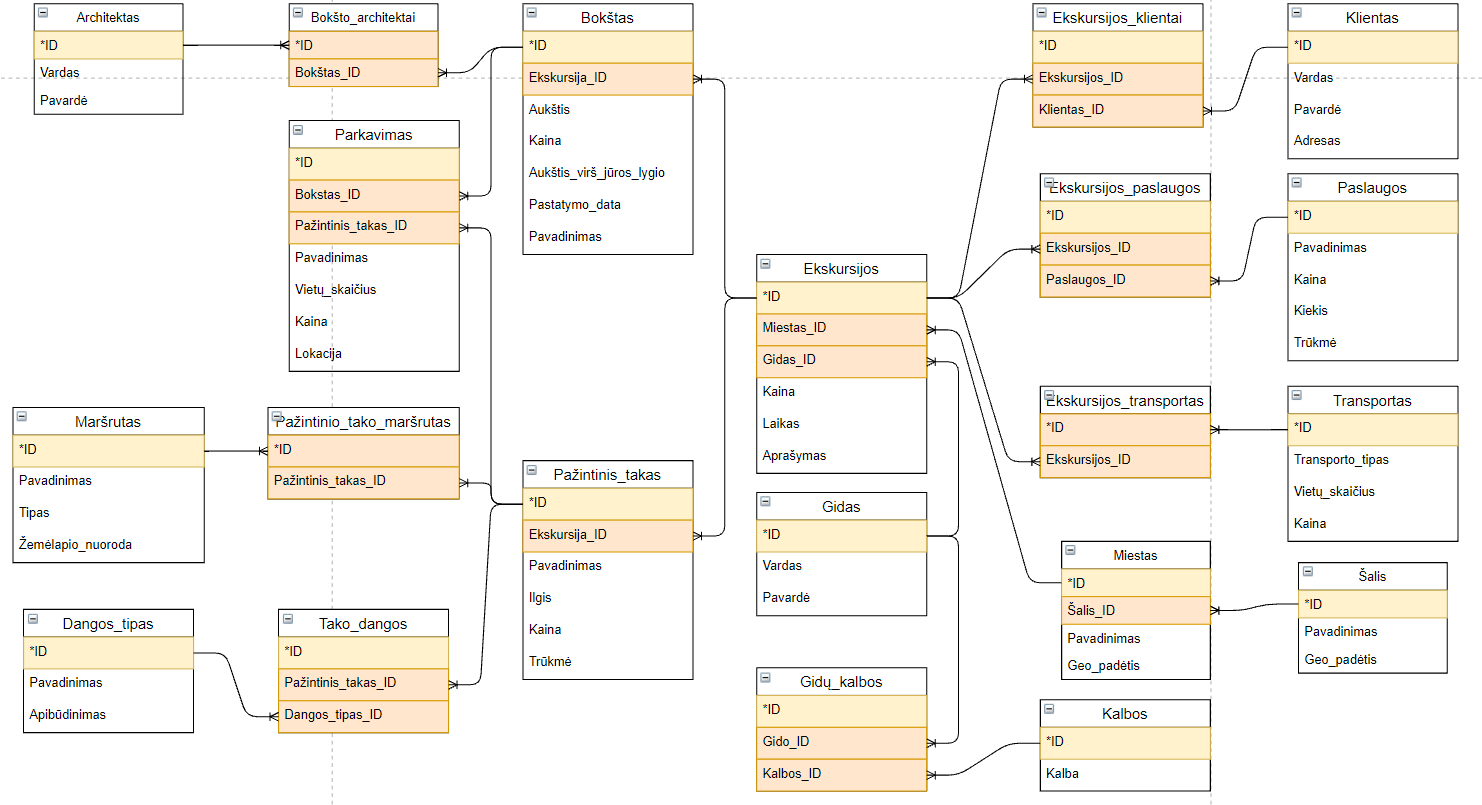 Architektas
*ID
Vardas
Pavardė
Bokšto_architektai
*ID
Bokštas_ID
Bokštas
*ID
Ekskursija_ID
Aukštis
Kaina
Aukštis_virš_jūros_lygio
Pastatymo_data
Pavadinimas
Ekskursijos_klientai
*ID
Ekskursijos_ID
Klientas_ID
Klientas
*ID
Vardas
Pavardė
Adresas
Parkavimas
*ID
Bokstas_ID
Pažintinis_takas_ID
Pavadinimas
Vietų_skaičius
Kaina
Lokacija
Ekskursijos_paslaugos
*ID
Ekskursijos_ID
Paslaugos_ID
Paslaugos
*ID
Pavadinimas
Kaina
Kiekis
Trūkmė
Ekskursijos
*ID
Miestas_ID
Gidas_ID
Kaina
Laikas
Aprašymas
Maršrutas
*ID
Pavadinimas
Tipas
Žemėlapio_nuoroda
Pažintinio_tako_maršrutas
*ID
Pažintinis_takas_ID
Pažintinis_takas
*ID
Ekskursija_ID
Pavadinimas
Ilgis
Kaina
Trūkmė
Ekskursijos_transportas
*ID
Ekskursijos_ID
Transportas
*ID
Transporto_tipas
Vietų_skaičius
Kaina
Gidas
*ID
Vardas
Pavardė
Miestas
*ID
Šalis_ID
Pavadinimas
Geo_padėtis
Šalis
*ID
Pavadinimas
Geo_padėtis
Dangos_tipas
*ID
Pavadinimas
Apibūdinimas
Tako_dangos
*ID
Pažintinis_takas_ID
Dangos_tipas_ID
Gidų_kalbos
*ID
Gido_ID
Kalbos_ID
Kalbos
*ID
Kalba